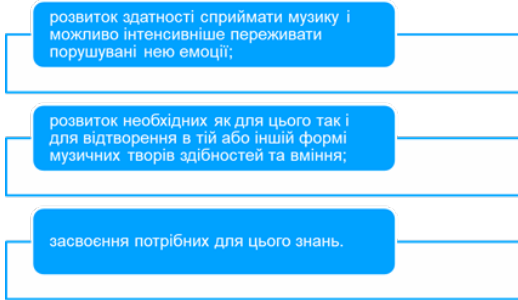 розвиток здатності сприймати музику і
можливо інтенсивніше переживати
порушувані нею емоції;
розвиток необхідних як для цього так і
для відтворення в тій або іншій формі
музичних творів здібностей та вміння;
засвоєння потрібних для цього знань.